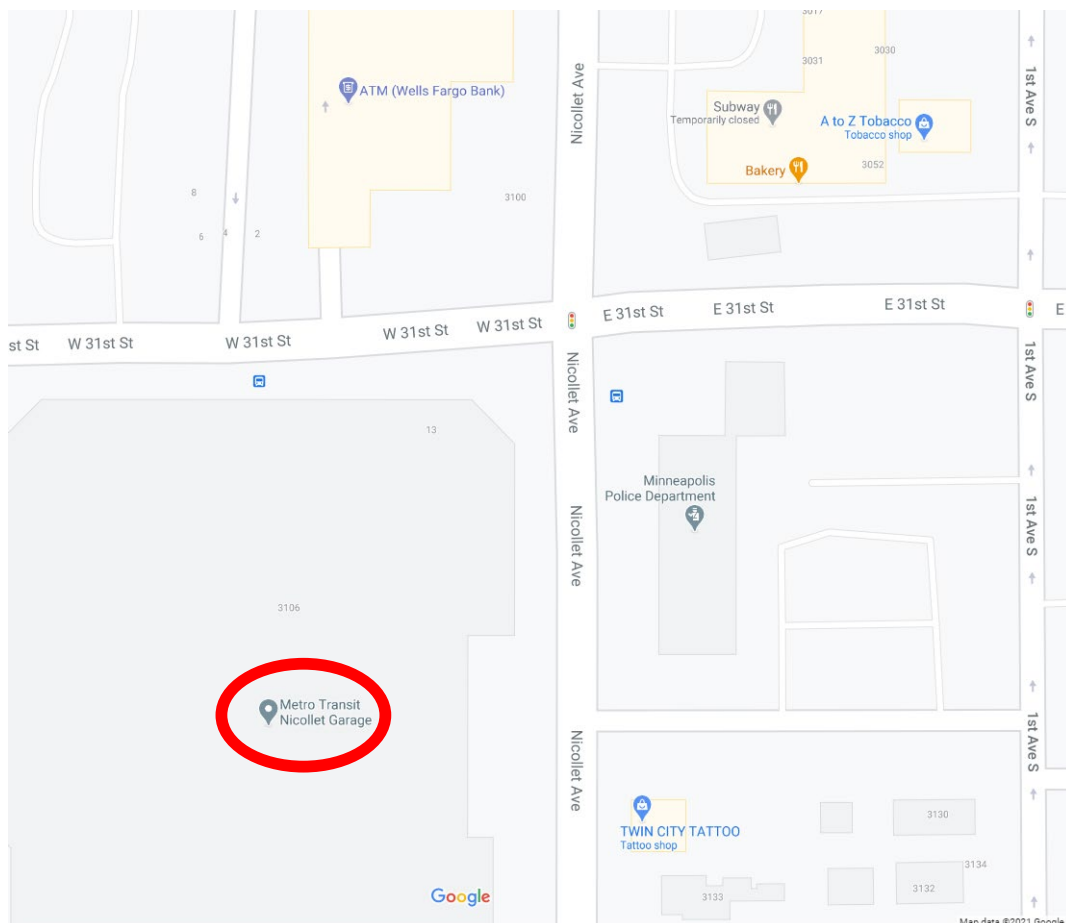 3017
3030
3031
Nicollet Ave
1st Ave S
ATM (Wells Fargo Bank)
Subway
Temporarily closed
A to Z Tobacco
Tobacco shop
Bakery
3052
8
3100
6
4
2
E 31st St
E 31st St
E 31st St
E
W 31st St
W 31st St
W 31st St
W 31st St
st St
Nicollet Ave
1st Ave S
13
Minneapolis
Police Department
Nicollet Ave
1st Ave S
3106
Metro Transit
Nicollet Garage
Nicollet Ave
1st Ave S
TWIN CITY TATTOO
Tattoo shop
3130
3134
3132
3133
Google
Map data ©2021 Google